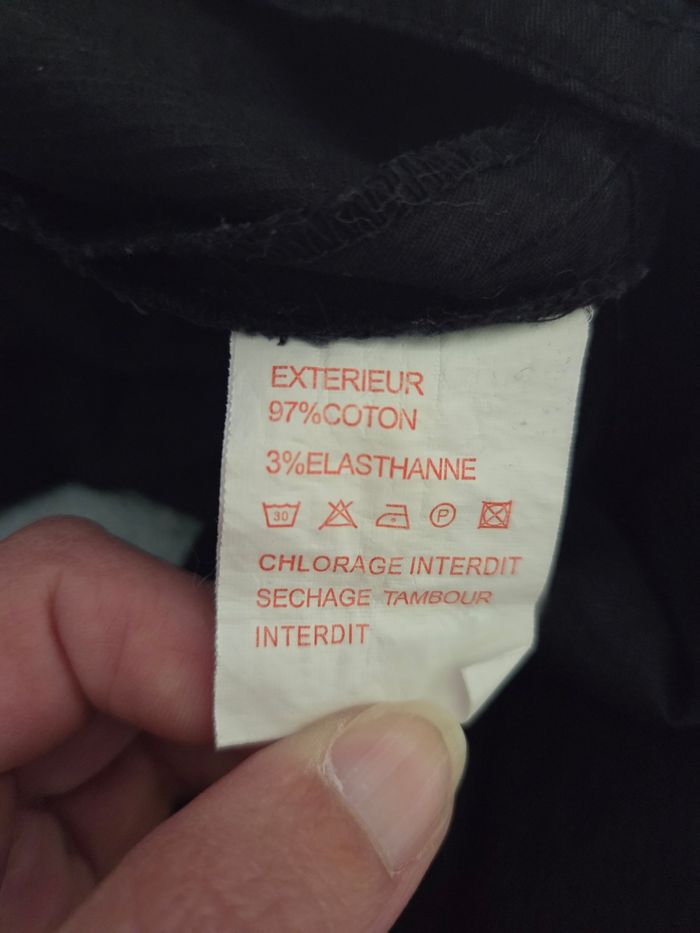 EXTERIEUR
97%COTON
3%ELASTHANNE
30 P
CHLORAGE INTERDIT
SECHAGE TAMBOUR
INTERDIT